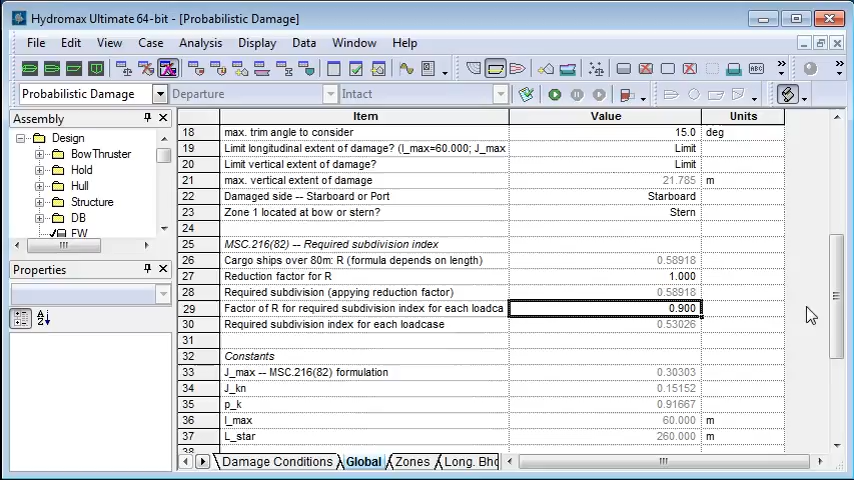 Hydromax Ultimate 64-bit - [Probabilistic Damage]
File Edit View Case Analysis Display Data Window Help
ABC
Probabilistic Damage Departure Intact
Assembly
Design
BowThruster
Hold
Hull
Structure
DB
FW
Properties
Item Value Units
18 max. trim angle to consider 15.0 deg
19 Limit longitudinal extent of damage? (l_max=60.000; J_max Limit
20 Limit vertical extent of damage? Limit
21 max. vertical extent of damage 21.785 m
22 Damaged side -- Starboard or Port Starboard
23 Zone 1 located at bow or stern? Stern
24
25 MSC.216(82) -- Required subdivision index
26 Cargo ships over 80m: R (formula depends on length) 0.58918
27 Reduction factor for R 1.000
28 Required subdivision (appying reduction factor) 0.58918
29 Factor of R for required subdivision index for each loadca 0.900
30 Required subdivision index for each loadcase 0.53026
31
32 Constants
33 J_max -- MSC.216(82) formulation 0.30303
34 J_kn 0.15152
35 p_k 0.91667
36 l_max 60.000 m
37 L_star 260.000 m
38
Damage Conditions Global Zones Long. Bhd